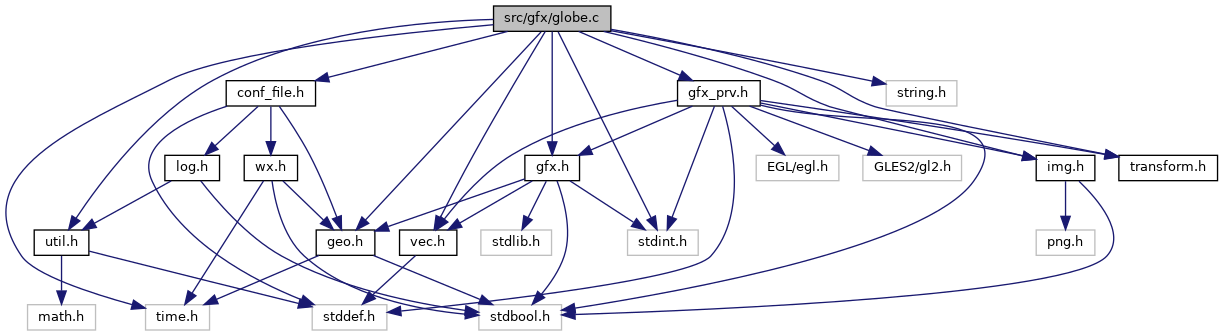 src/gfx/globe.c
conf_file.h
gfx_prv.h
string.h
log.h
wx.h
gfx.h
EGL/egl.h
GLES2/gl2.h
img.h
transform.h
util.h
geo.h
vec.h
stdlib.h
stdint.h
png.h
math.h
time.h
stddef.h
stdbool.h